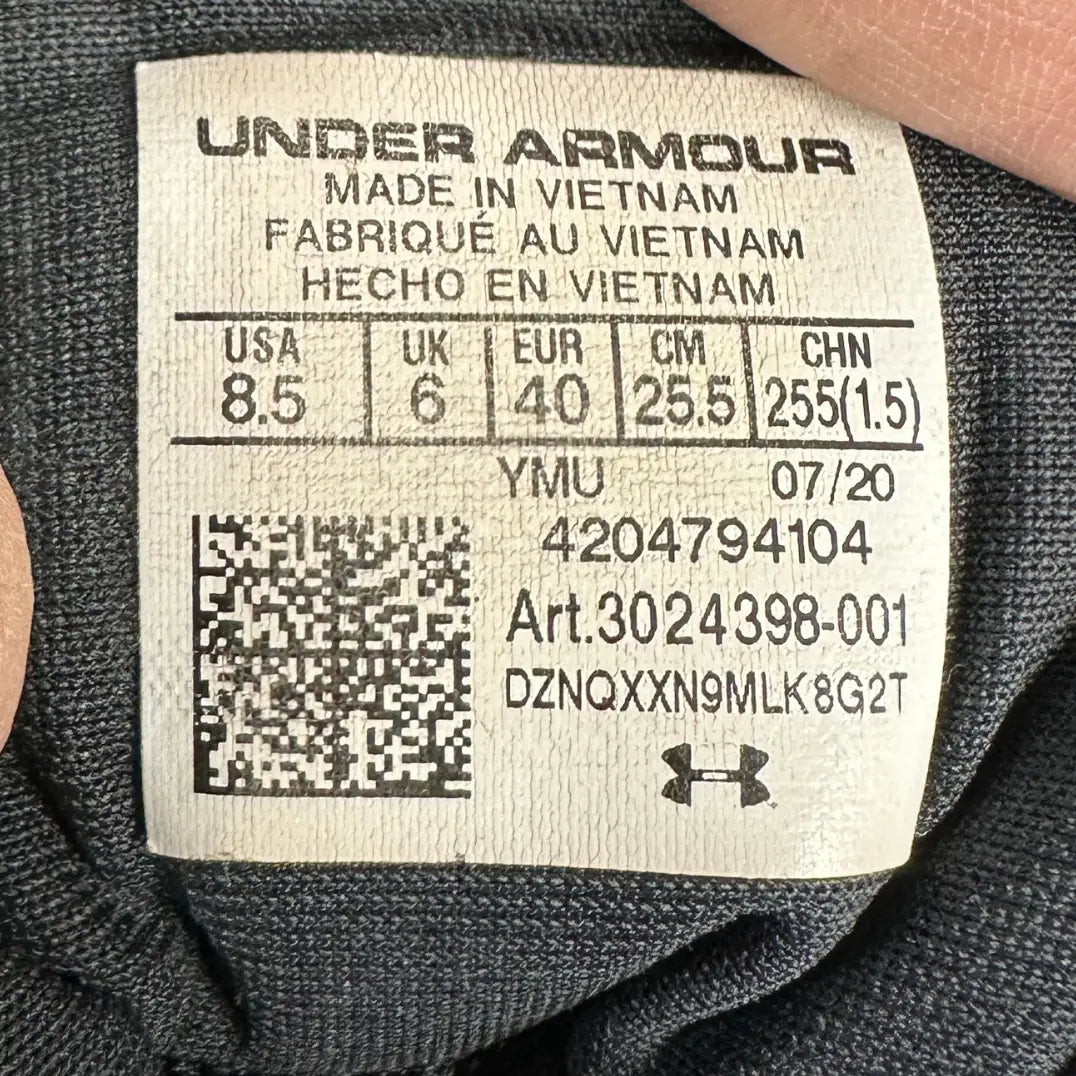 UNDER ARMOUR
MADE IN VIETNAM
FABRIQUÉ AU VIETNAM
HECHO EN VIETNAM
USA UK EUR CM CHN
8.5 6 40 25.5 255(1.5)
YMU 07/20
4204794104
Art.3024398-001
DZNQXXN9MLK8G2T